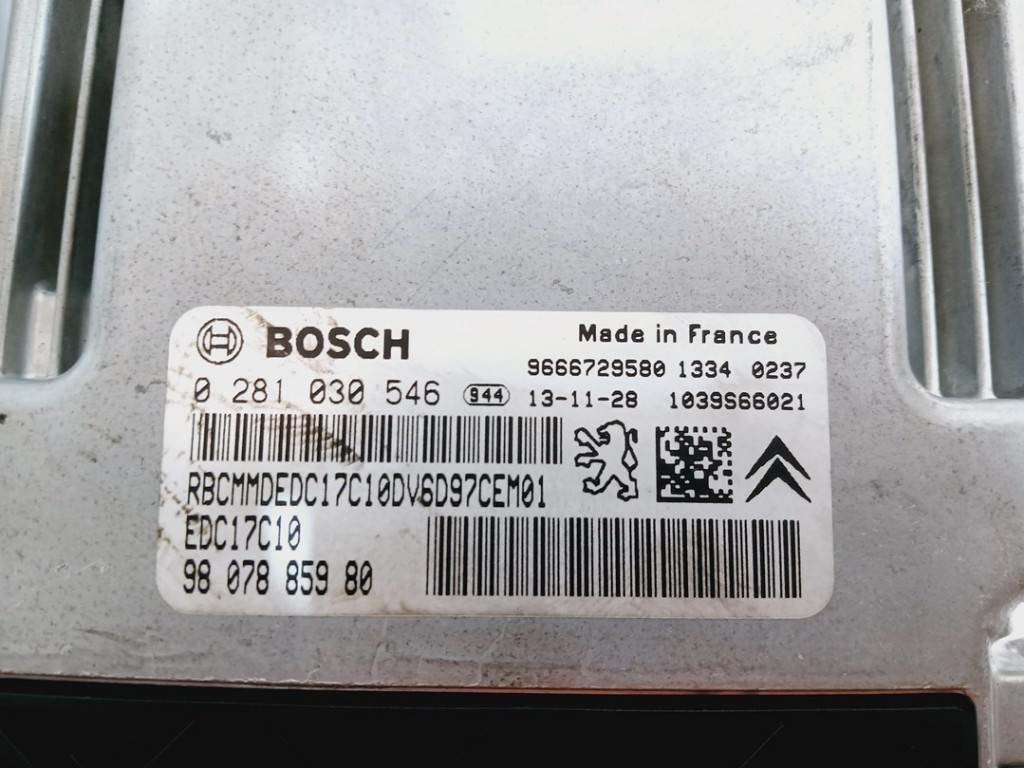 BOSCH Made in France
9666729580 1334 0237
0 281 030 546 944 13-11-28 1039S66021
RBCMMDEDC17C10DV6D97CEM01
EDC17C10
98 078 859 80